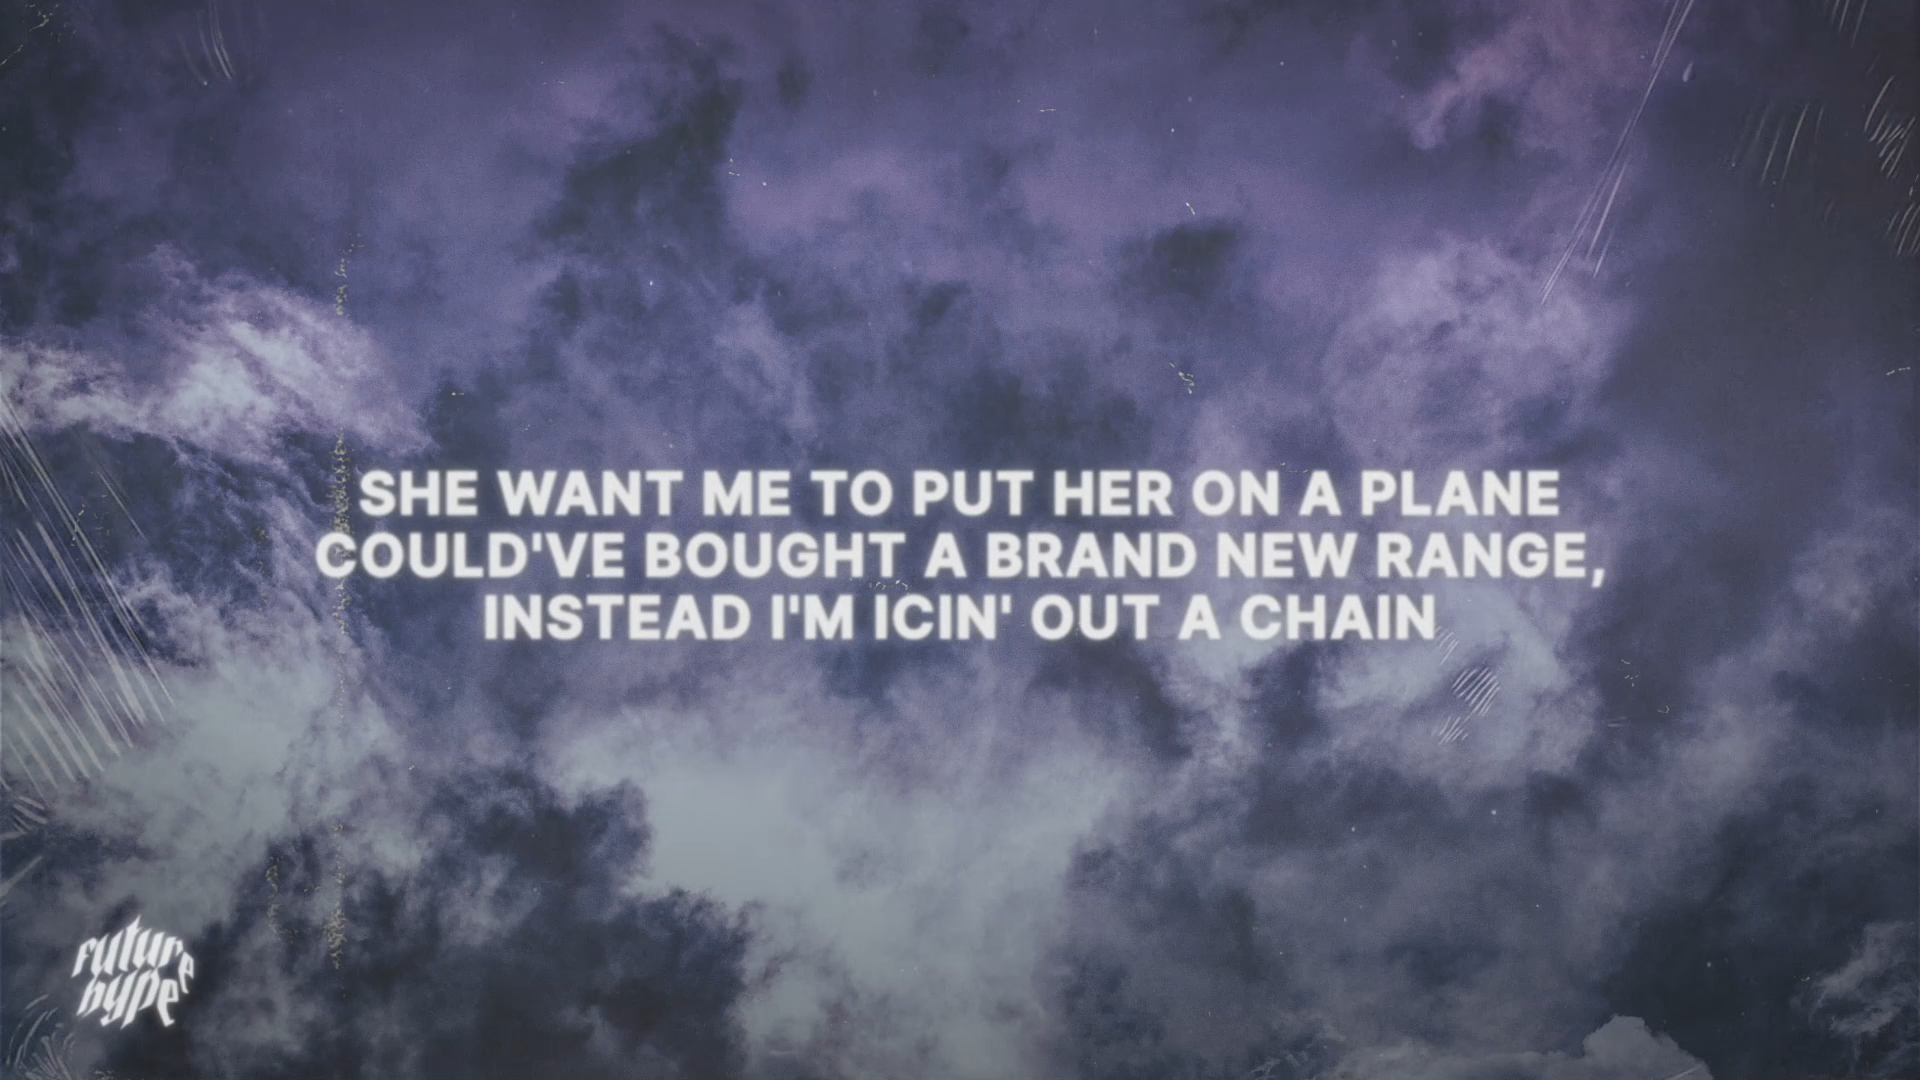 SHE WANT ME TO PUT HER ON A PLANE
COULD'VE BOUGHT A BRAND NEW RANGE,
INSTEAD I'M ICIN' OUT A CHAIN
future
hype